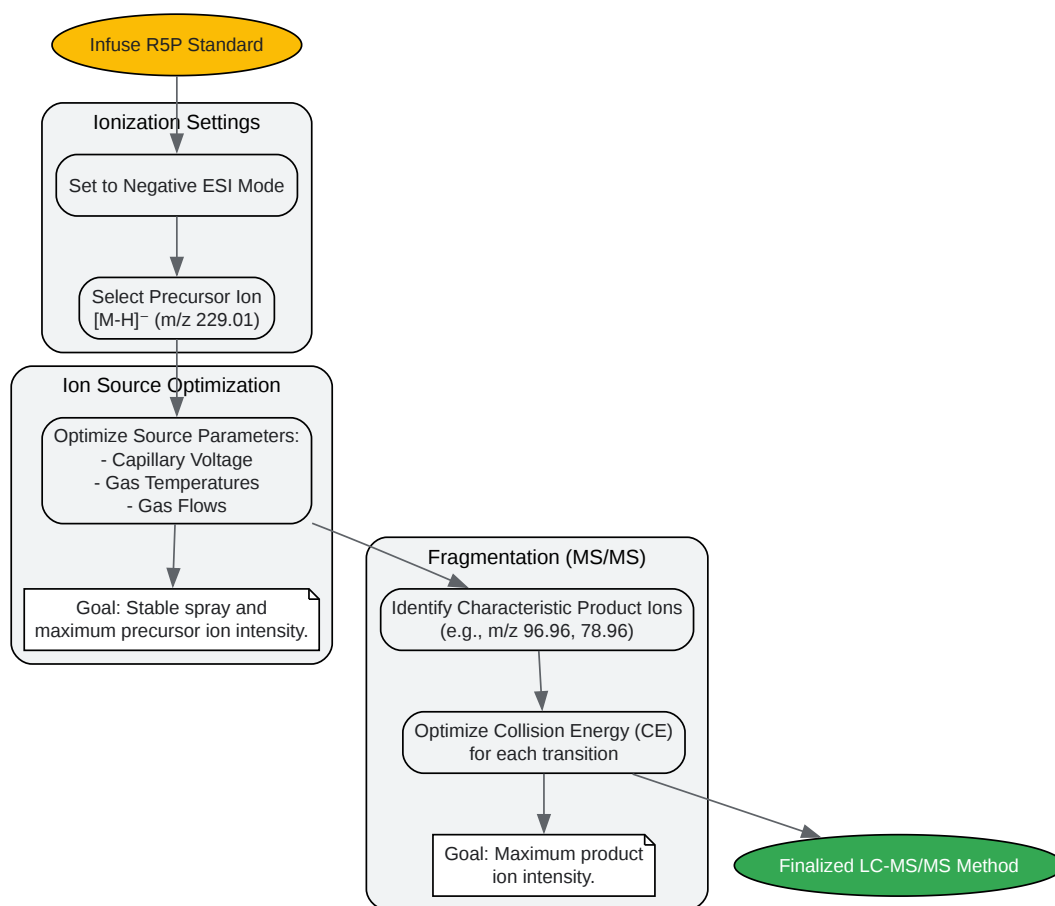 Infuse R5P Standard
Ionization Settings
Set to Negative ESI Mode
Select Precursor Ion
[M-H]⁻ (m/z 229.01)
Ion Source Optimization
Optimize Source Parameters:
- Capillary Voltage
- Gas Temperatures
- Gas Flows
Goal: Stable spray and
maximum precursor ion intensity.
Fragmentation (MS/MS)
Identify Characteristic Product Ions
(e.g., m/z 96.96, 78.96)
Optimize Collision Energy (CE)
for each transition
Goal: Maximum product
ion intensity.
Finalized LC-MS/MS Method